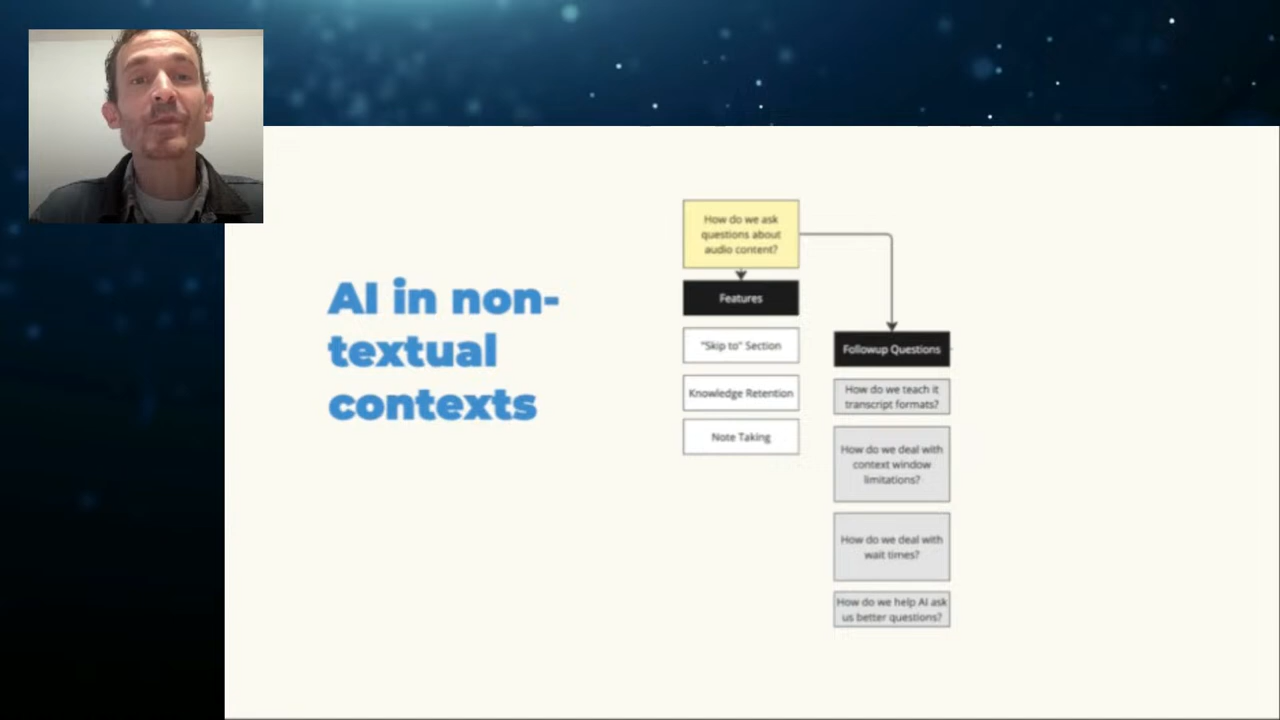 AI in non-
textual
contexts
How do we ask
questions about
audio content?
Features
"Skip to" Section
Knowledge Retention
Note Taking
Followup Questions
How do we teach it
transcript formats?
How do we deal with
context window
limitations?
How do we deal with
wait times?
How do we help AI ask
us better questions?